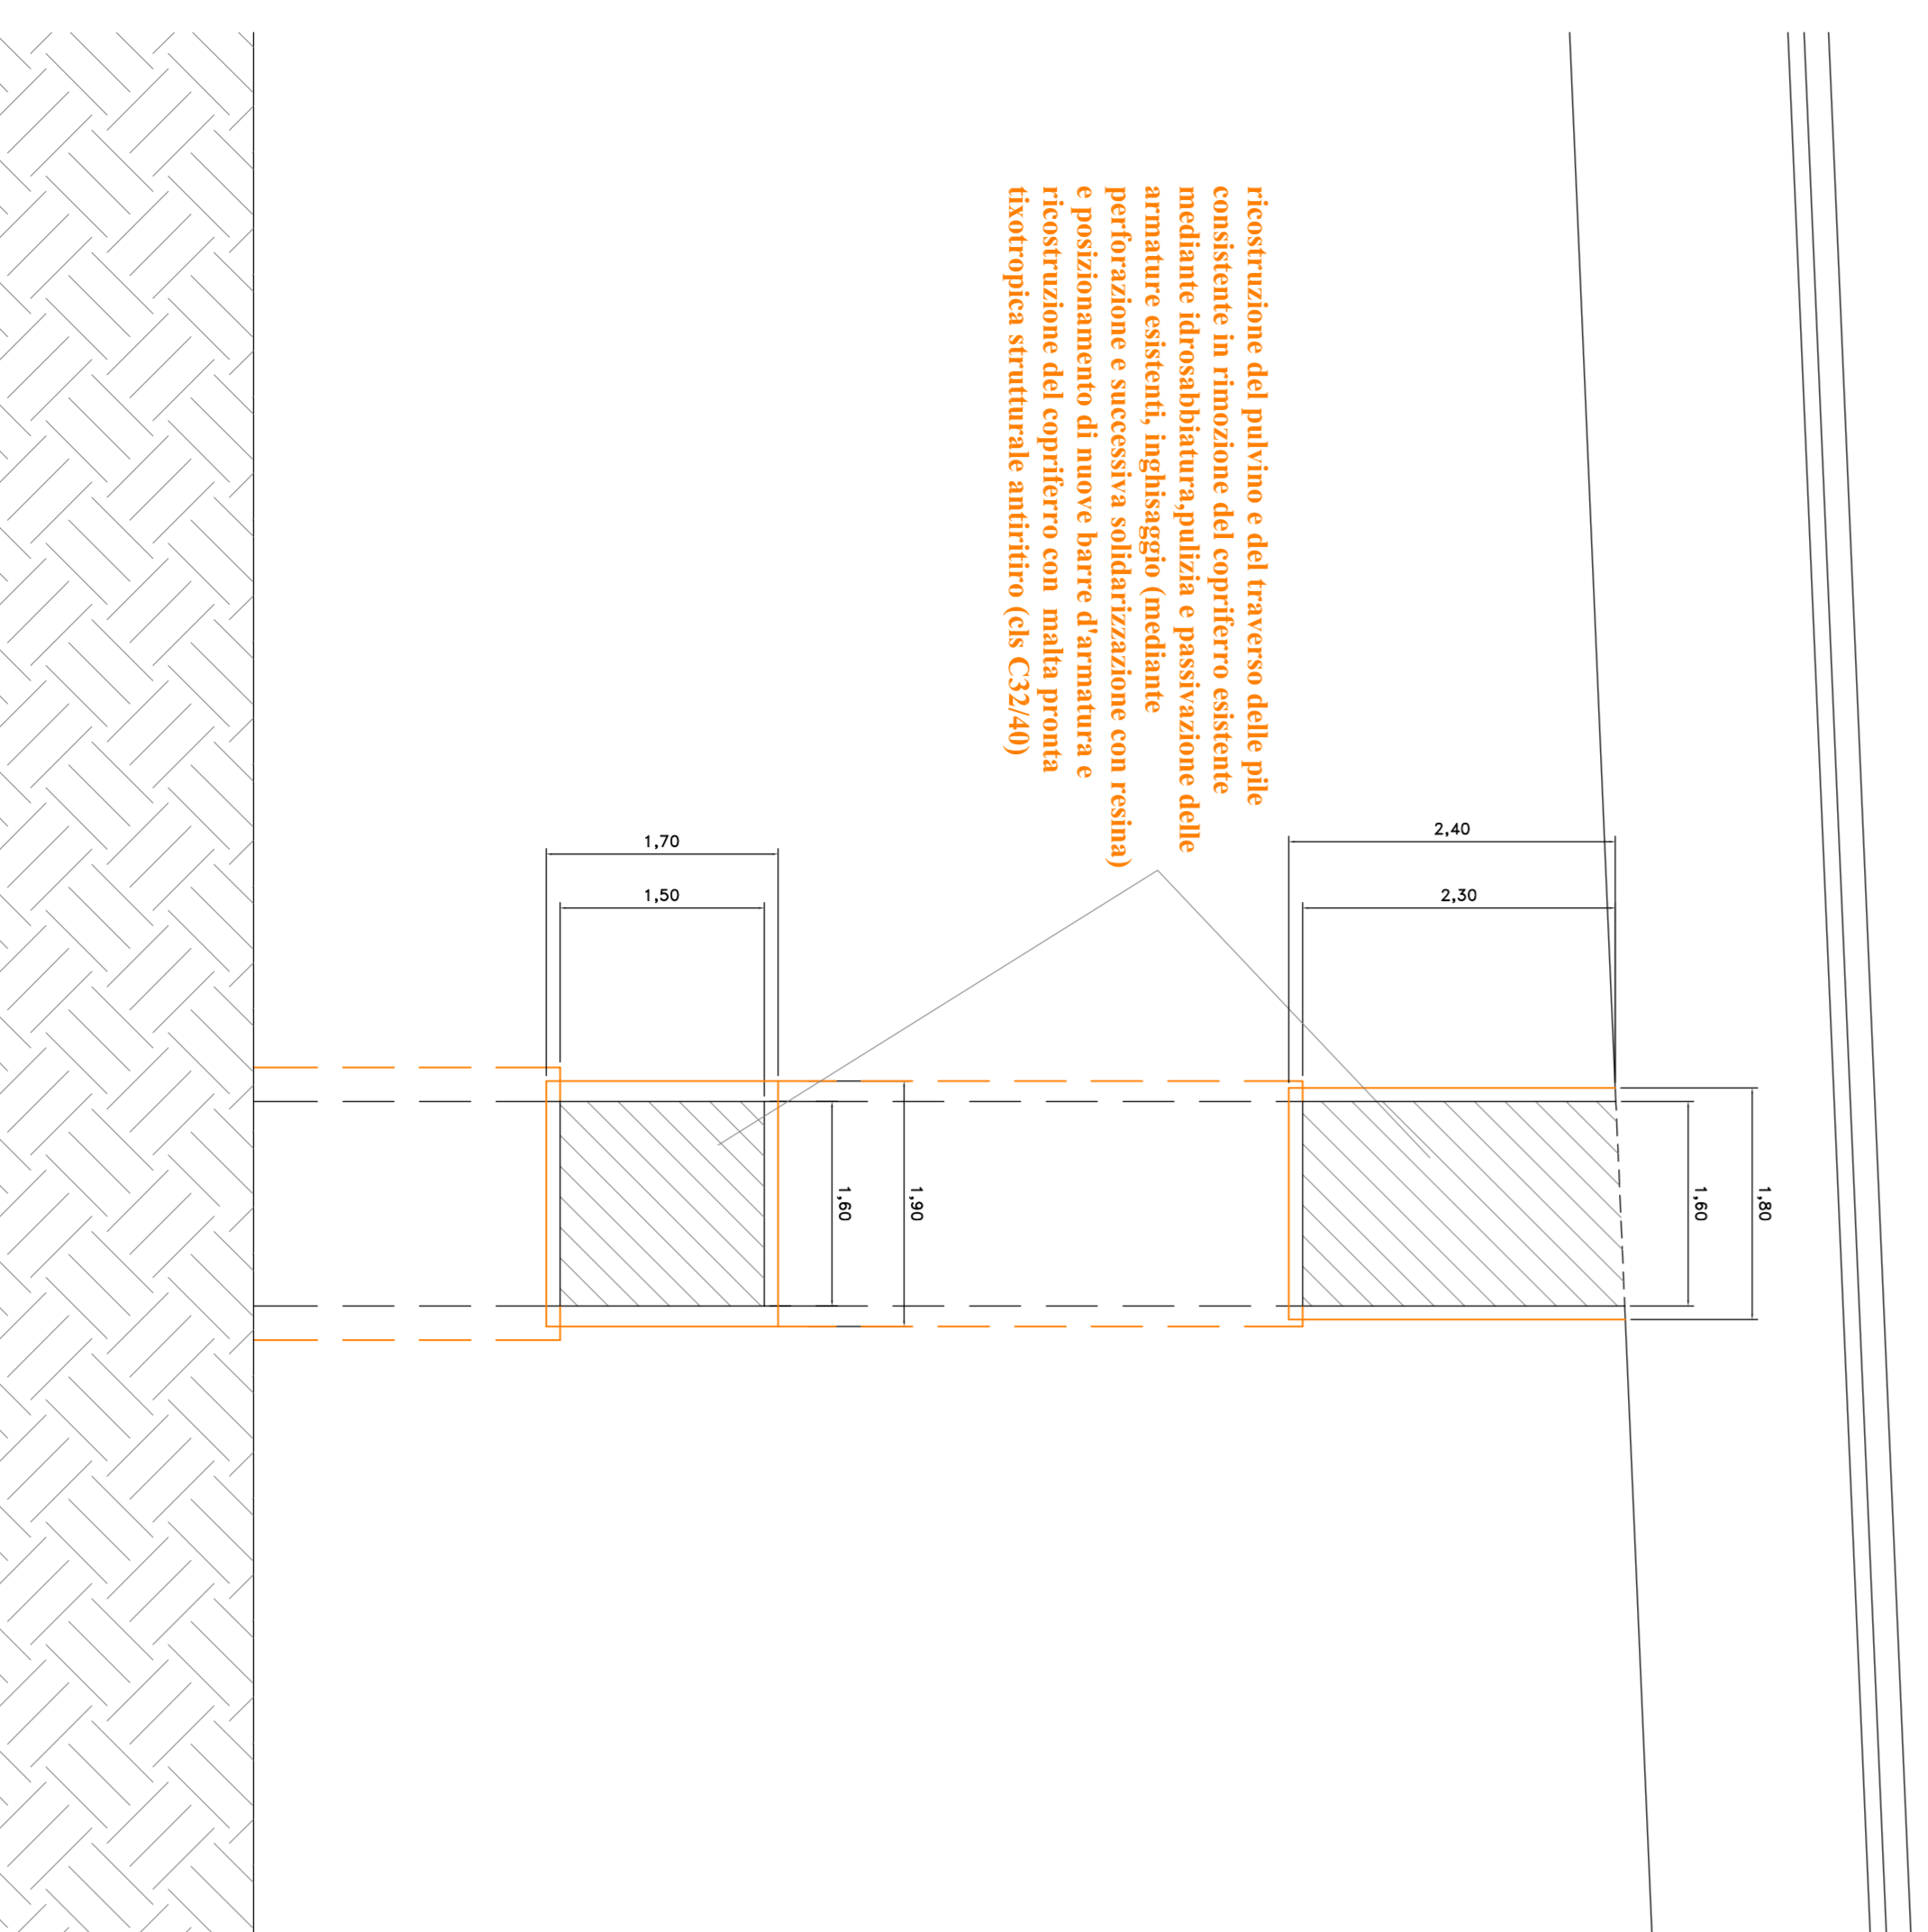 ricostruzione del pulvino e del traverso delle pile
consistente in rimozione del copriferro esistente
mediante idrosabbiatura,pulizia e passivazione delle
armature esistenti, inghisaggio (mediante
perforazione e successiva solidarizzazione con resina)
e posizionamento di nuove barre d'armatura e
ricostruzione del copriferro con  malta pronta
tixotropica strutturale antiritiro (cls C32/40)
1,70
1,50
2,40
2,30
1,60
1,90
1,60
1,80